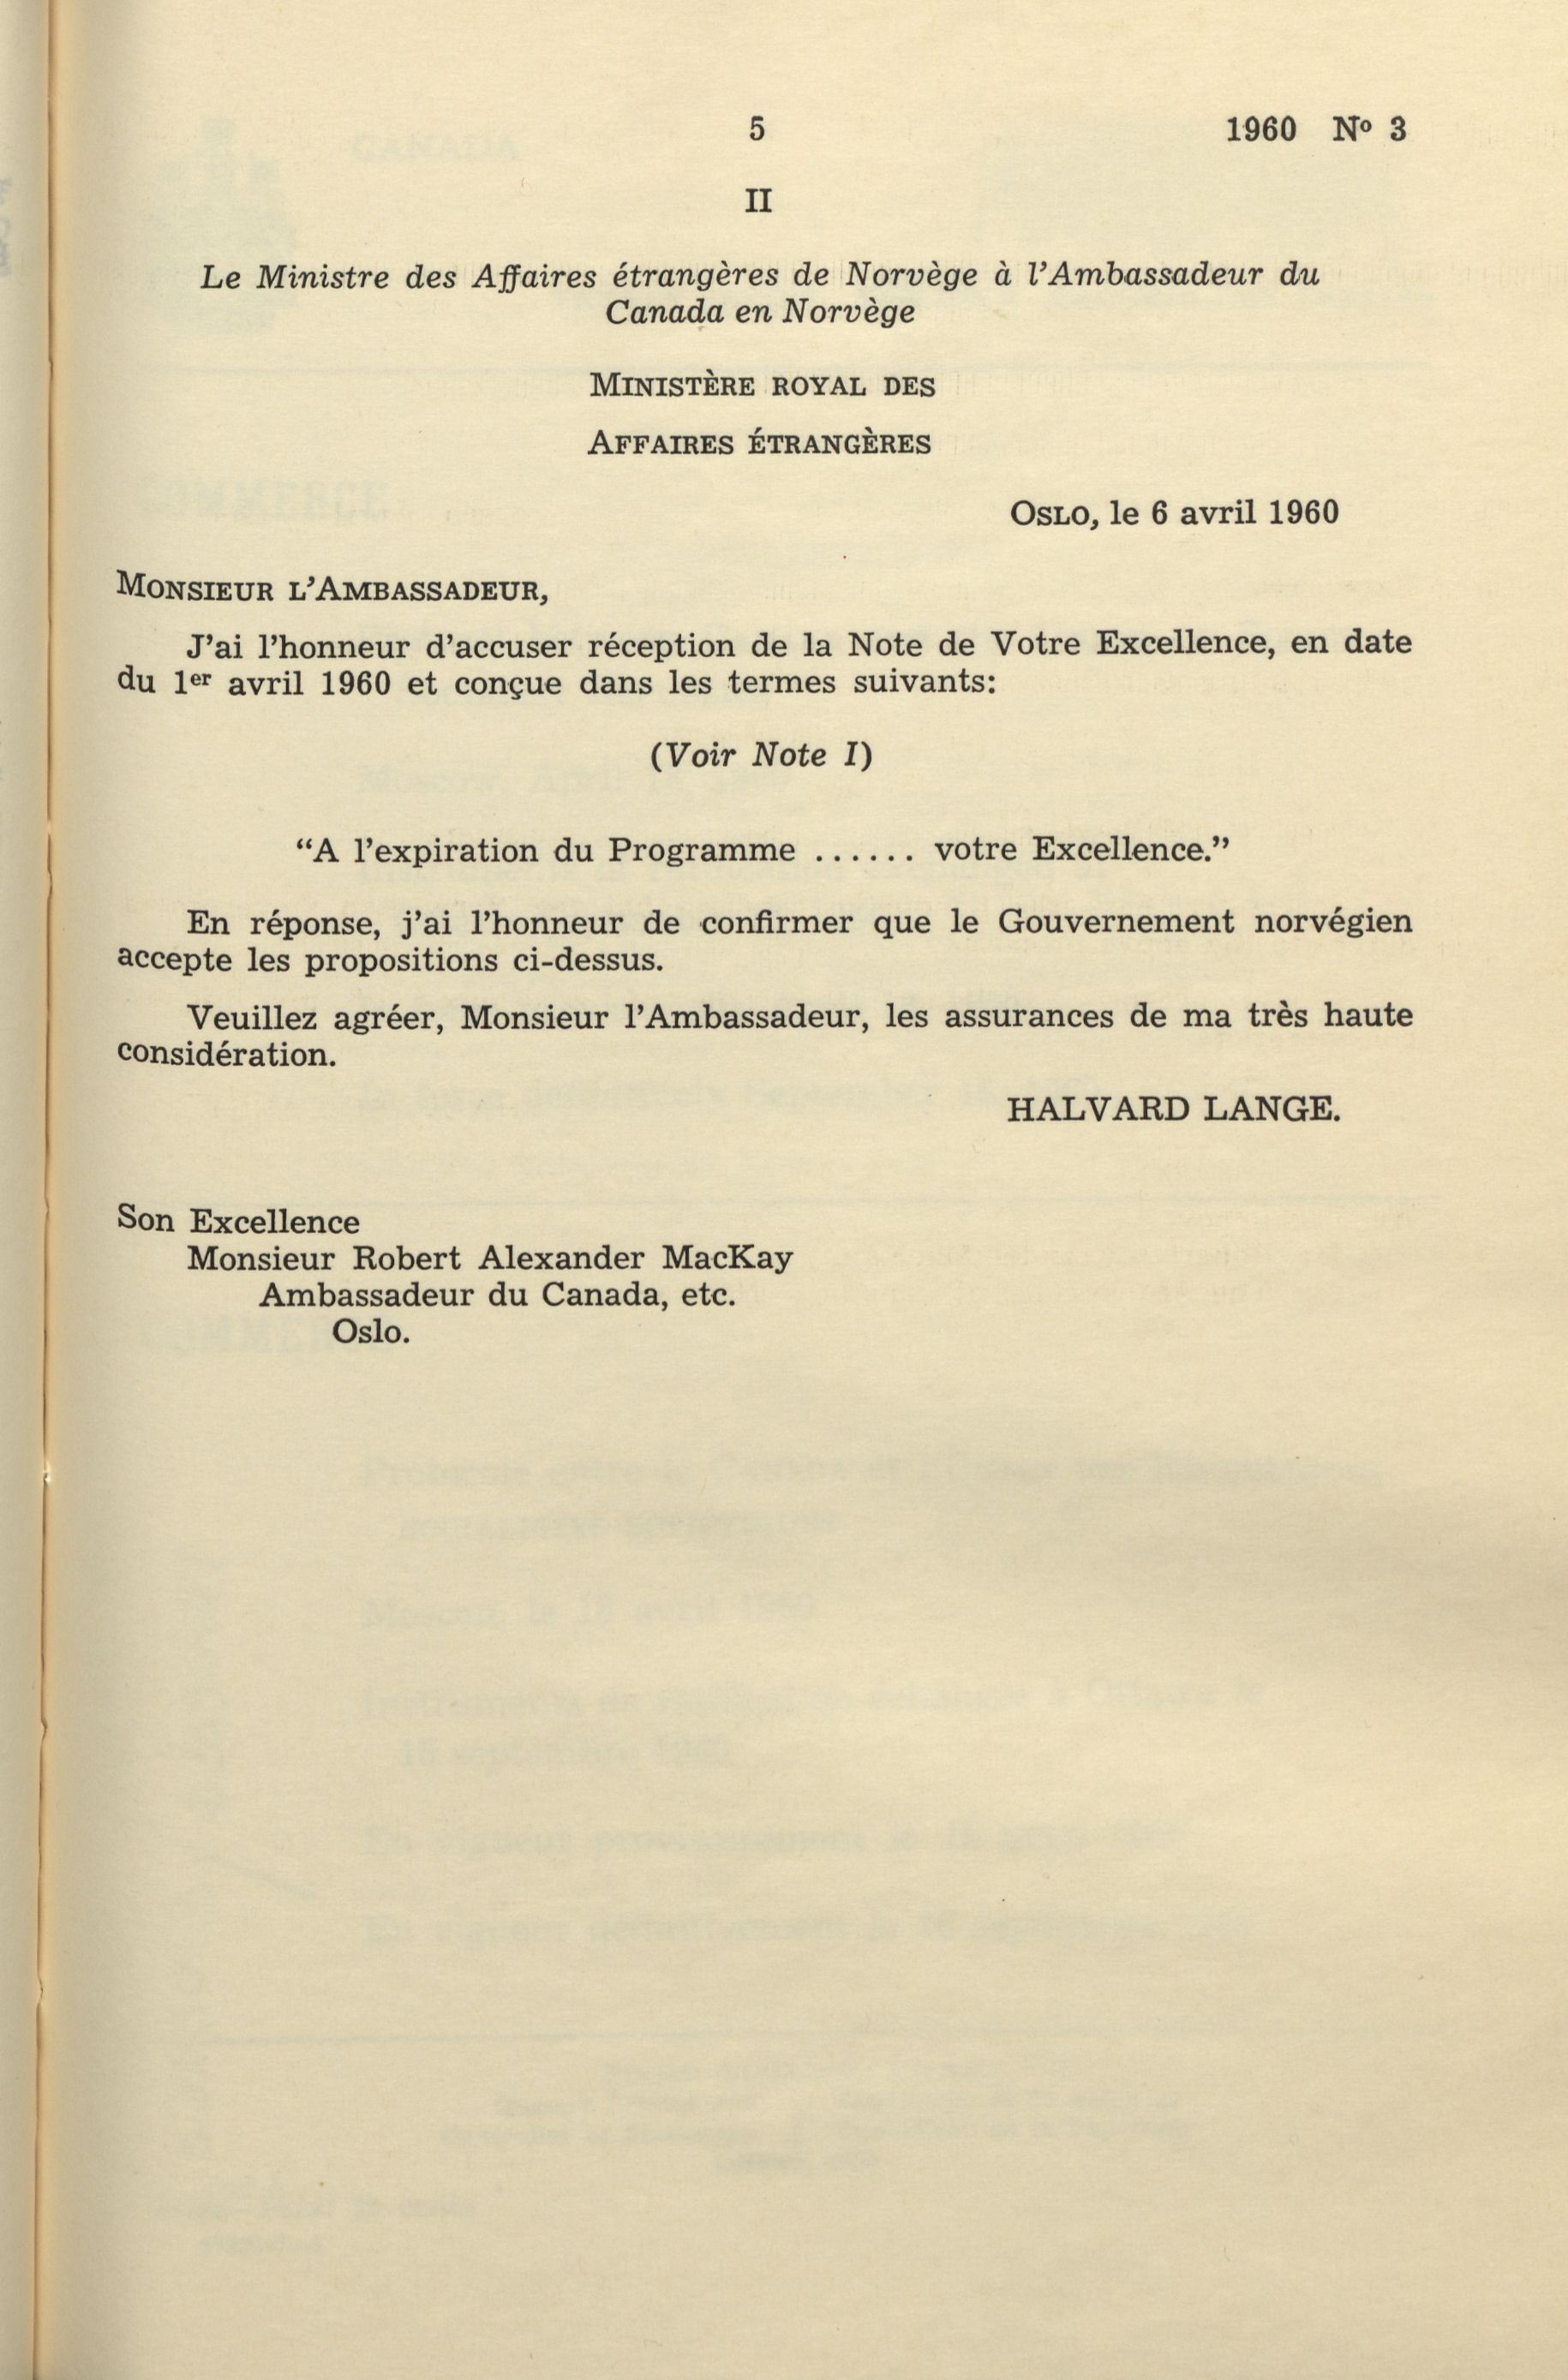 5
1960 Nº 3
II
Le Ministre des Affaires étrangères de Norvège à l'Ambassadeur du
Canada en Norvège
MINISTÈRE ROYAL DES
AFFAIRES ÉTRANGÈRES
OSLO, le 6 avril 1960
MONSIEUR L'AMBASSADEUR,
J'ai l'honneur d'accuser réception de la Note de Votre Excellence, en date
du 1er avril 1960 et conçue dans les termes suivants:
(Voir Note I)
“A l'expiration du Programme ...... votre Excellence.”
En réponse, j'ai l'honneur de confirmer que le Gouvernement norvégien
accepte les propositions ci-dessus.
Veuillez agréer, Monsieur l'Ambassadeur, les assurances de ma très haute
considération.
HALVARD LANGE.
Son Excellence
Monsieur Robert Alexander MacKay
Ambassadeur du Canada, etc.
Oslo.